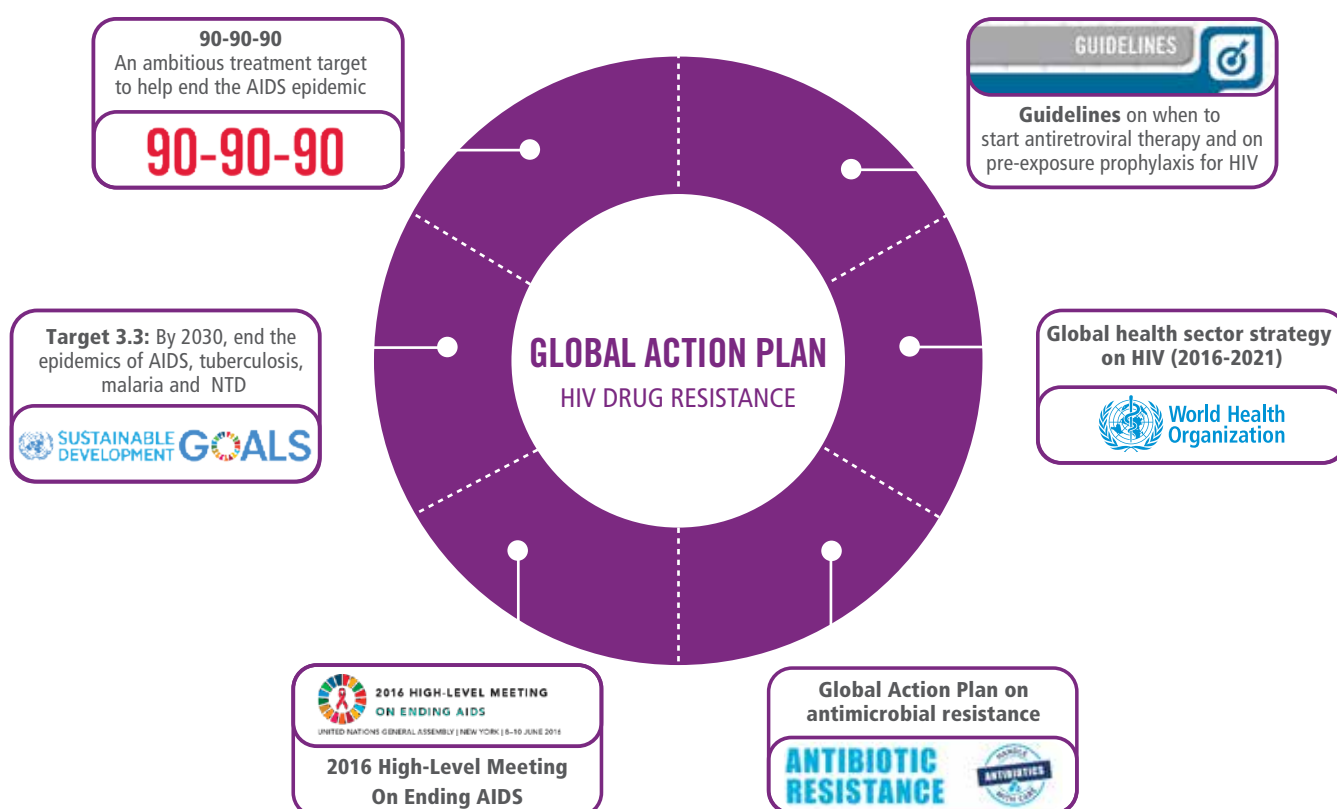 90-90-90
An ambitious treatment target
to help end the AIDS epidemic
90-90-90
GUIDELINES
Guidelines on when to
start antiretroviral therapy and on
pre-exposure prophylaxis for HIV
Target 3.3: By 2030, end the
epidemics of AIDS, tuberculosis,
malaria and NTD
SUSTAINABLE
DEVELOPMENT GOALS
GLOBAL ACTION PLAN
HIV DRUG RESISTANCE
Global health sector strategy
on HIV (2016-2021)
World Health
Organization
2016 HIGH-LEVEL MEETING
ON ENDING AIDS
UNITED NATIONS GENERAL ASSEMBLY | NEW YORK | 8-10 JUNE 2016
2016 High-Level Meeting
On Ending AIDS
Global Action Plan on
antimicrobial resistance
ANTIBIOTIC
RESISTANCE
HANDLE
ANTIBIOTICS
WITH CARE